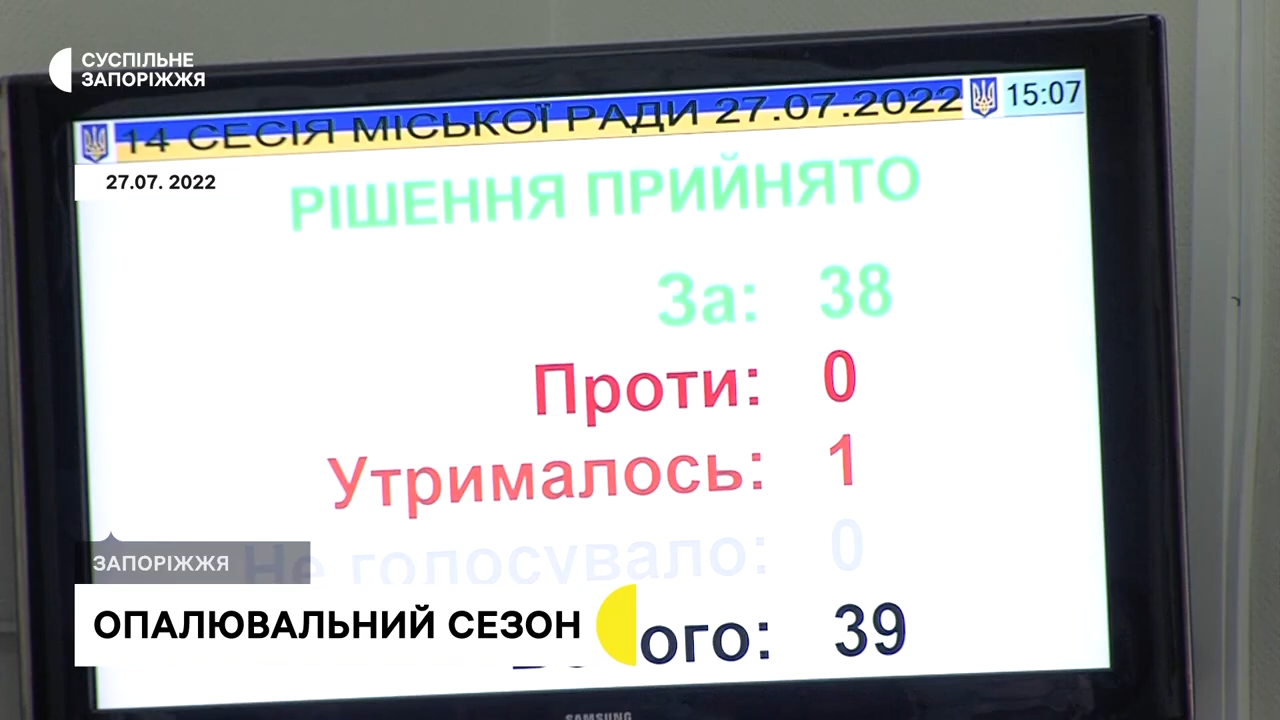 СУСПІЛЬНЕ
ЗАПОРІЖЖЯ
14 СЕСІЯ МІСЬКОЇ РАДИ 27.07.2022
15:07
27.07. 2022
РІШЕННЯ ПРИЙНЯТО
За: 38
Проти: 0
Утрималось: 1
Не голосувало: 0
ЗАПОРІЖЖЯ
ОПАЛЮВАЛЬНИЙ СЕЗОН
39
SAMSUNG